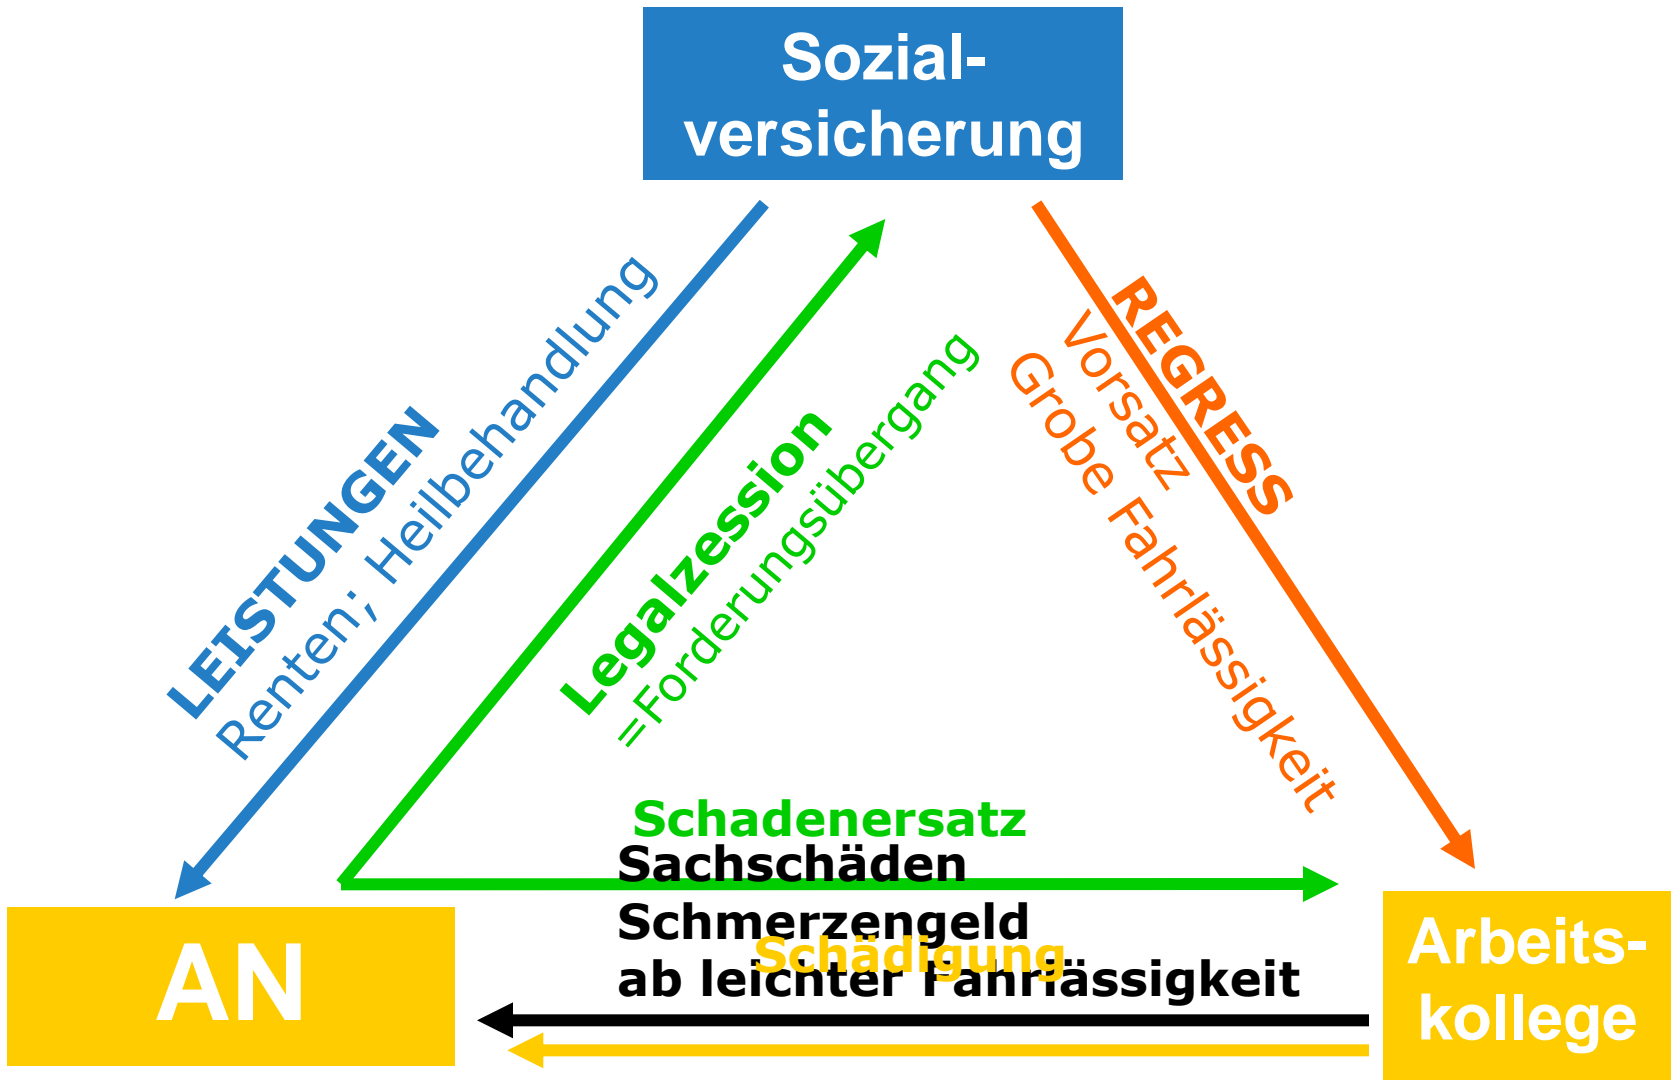 Sozial-
versicherung
LEISTUNGEN
Renten; Heilbehandlung
Legalzession
=Forderungsübergang
REGRESS
Vorsatz
Grobe Fahrlässigkeit
Schadenersatz
Sachschäden
Schmerzengeld
Schädigung
ab leichter Fahrlässigkeit
AN
Arbeits-
kollege